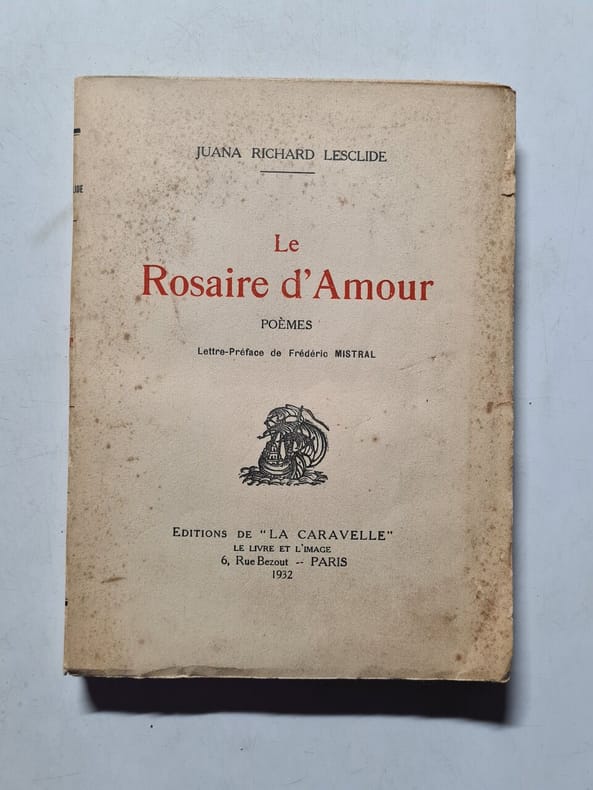 JUANA RICHARD LESCLIDE
Le
Rosaire d'Amour
POÈMES
Lettre-Préface de Frédéric MISTRAL
EDITIONS DE "LA CARAVELLE"
LE LIVRE ET L'IMAGE
6, Rue Bezout -- PARIS
1932